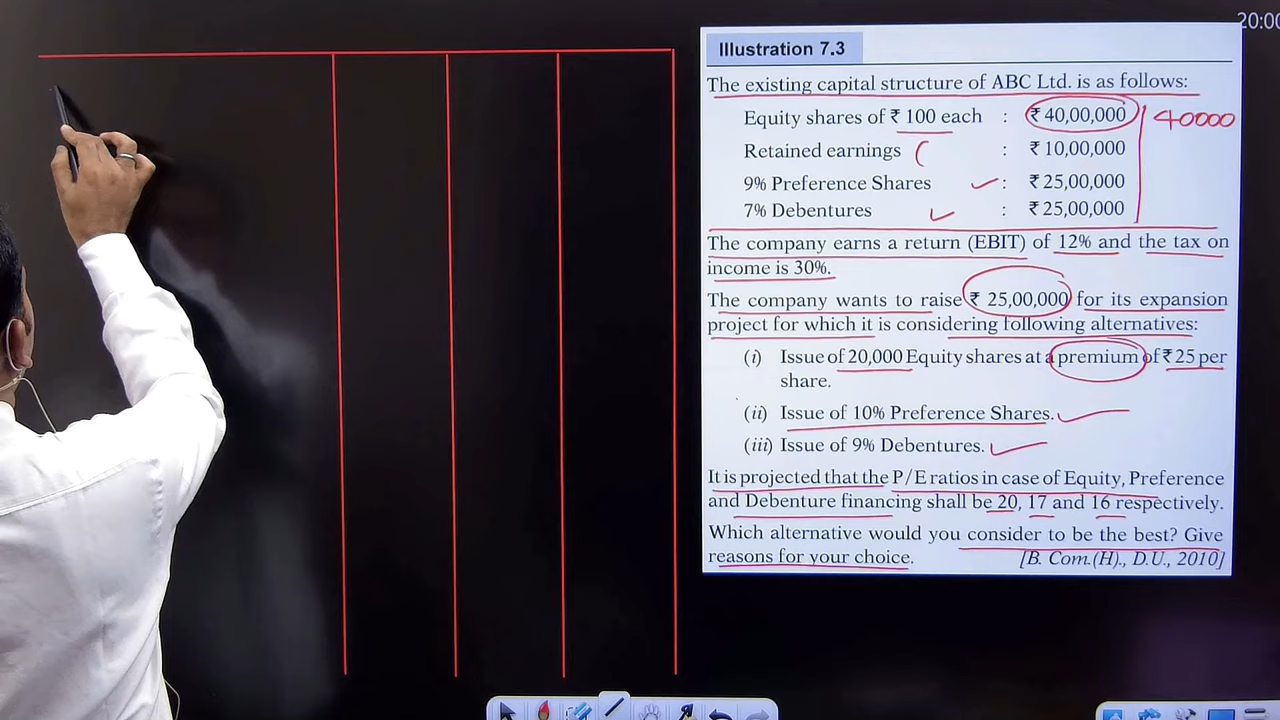 20:00
Illustration 7.3
The existing capital structure of ABC Ltd. is as follows:
Equity shares of ₹ 100 each : ₹ 40,00,000 40000
Retained earnings : ₹ 10,00,000
9% Preference Shares : ₹ 25,00,000
7% Debentures : ₹ 25,00,000
The company earns a return (EBIT) of 12% and the tax on
income is 30%.
The company wants to raise ₹ 25,00,000 for its expansion
project for which it is considering following alternatives:
(i) Issue of 20,000 Equity shares at a premium of ₹ 25 per
share.
(ii) Issue of 10% Preference Shares.
(iii) Issue of 9% Debentures.
It is projected that the P/E ratios in case of Equity, Preference
and Debenture financing shall be 20, 17 and 16 respectively.
Which alternative would you consider to be the best? Give
reasons for your choice. [B. Com.(H)., D.U., 2010]